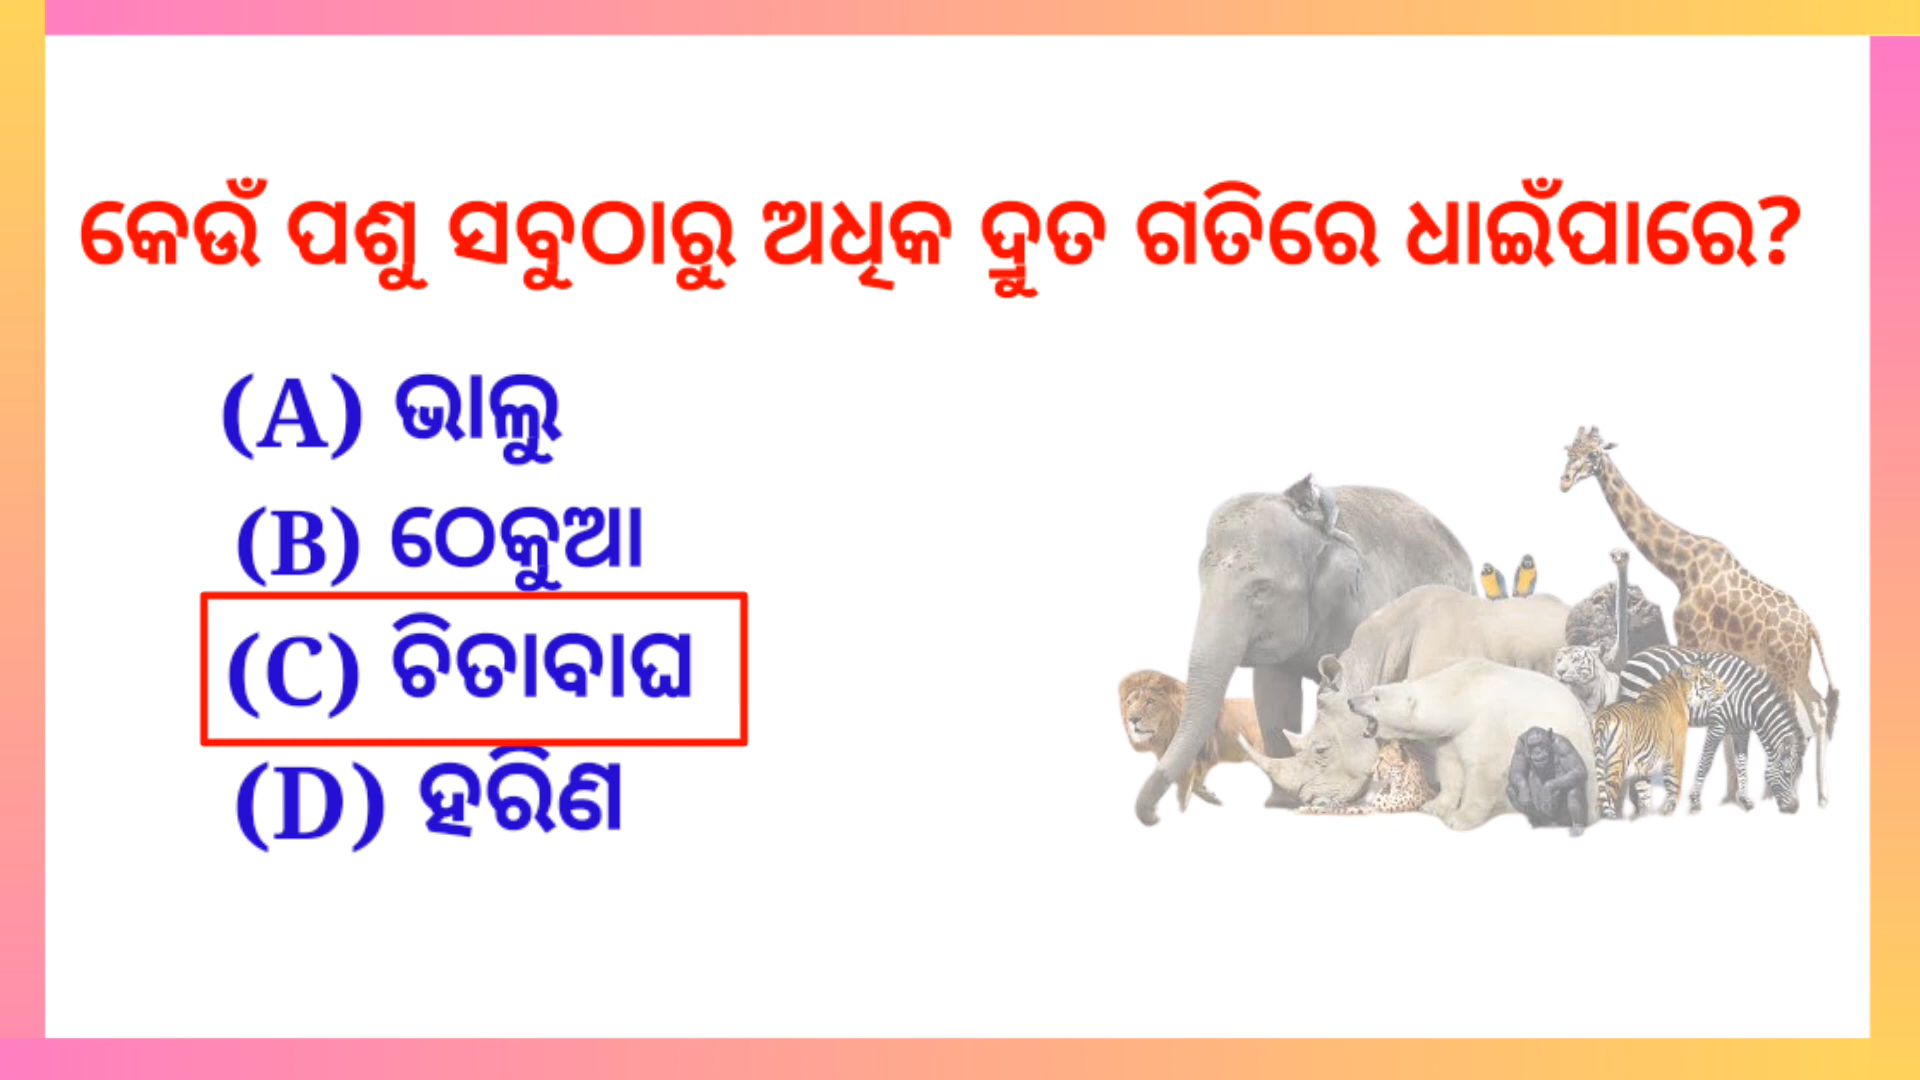 କେଉଁ ପଶୁ ସବୁଠାରୁ ଅଧିକ ଦ୍ରୁତ ଗତିରେ ଧାଇଁପାରେ?
(A) ଭାଲୁ
(B) ଠେକୁଆ
(C) ଚିତାବାଘ
(D) ହରିଣ